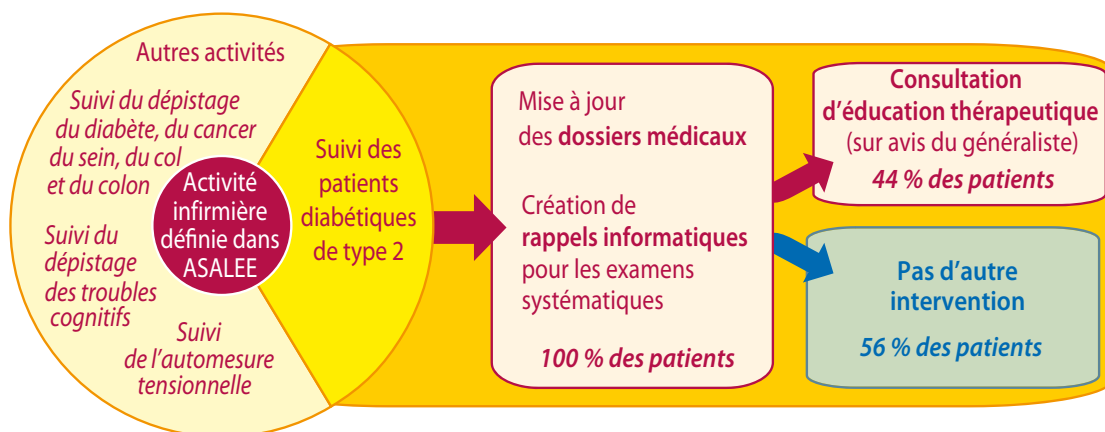 Autres activités
Suivi du dépistage
du diabète, du cancer
du sein, du col
et du colon
Activité
infirmière
définie dans
ASALEE
Suivi du
dépistage
des troubles
cognitifs
Suivi
de l’automesure
tensionnelle
Suivi des
patients
diabétiques
de type 2
Mise à jour
des dossiers médicaux
Création de
rappels informatiques
pour les examens
systématiques
100 % des patients
Consultation
d’éducation thérapeutique
(sur avis du généraliste)
44 % des patients
Pas d’autre
intervention
56 % des patients